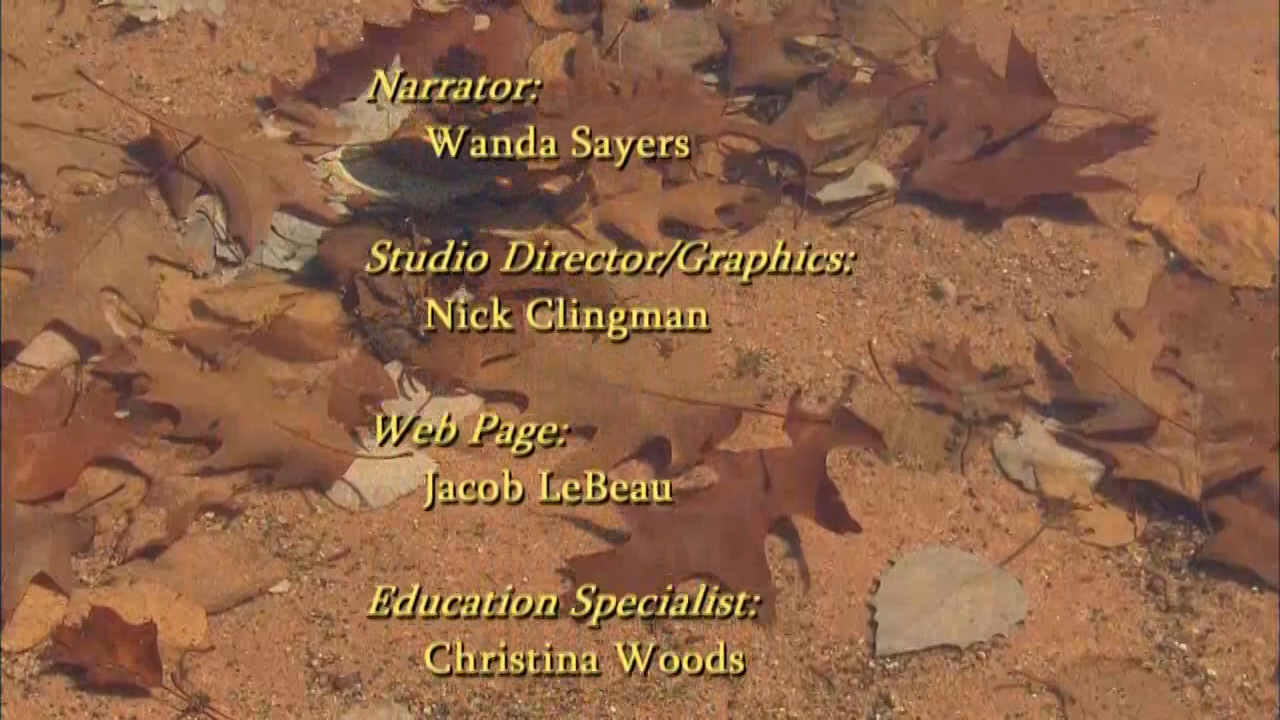 Narrator:
Wanda Sayers
Studio Director/Graphics:
Nick Clingman
Web Page:
Jacob LeBeau
Education Specialist:
Christina Woods